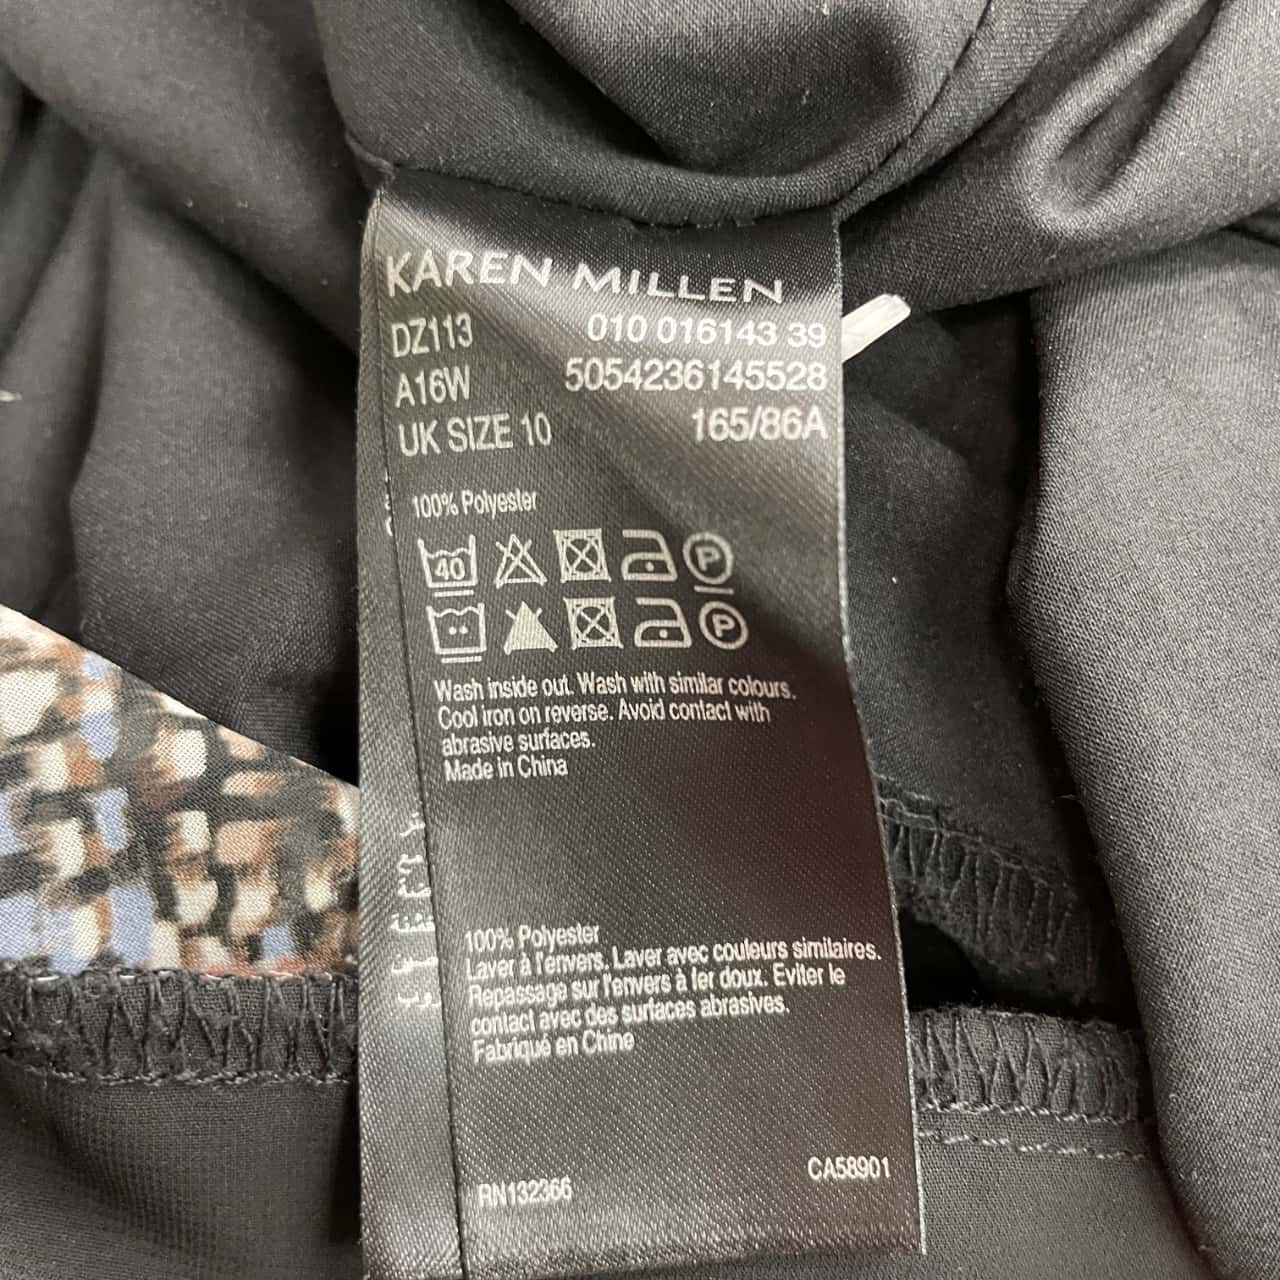 KAREN MILLEN
DZ113 010 016143 39
A16W 5054236145528
UK SIZE 10 165/86A
100% Polyester
40 P
P
Wash inside out. Wash with similar colours.
Cool iron on reverse. Avoid contact with
abrasive surfaces.
Made in China
100% Polyester
Laver à l'envers. Laver avec couleurs similaires.
Repassage sur l'envers à fer doux. Eviter le
contact avec des surfaces abrasives.
Fabriqué en Chine
CA58901
RN132366